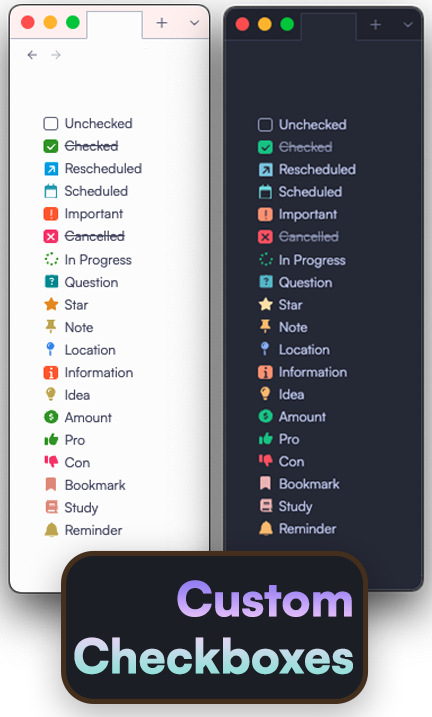 Unchecked
Checked
Rescheduled
Scheduled
Important
Cancelled
In Progress
Question
Star
Note
Location
Information
Idea
Amount
Pro
Con
Bookmark
Study
Reminder
Unchecked
Checked
Rescheduled
Scheduled
Important
Cancelled
In Progress
Question
Star
Note
Location
Information
Idea
Amount
Pro
Con
Bookmark
Study
Reminder
Custom
Checkboxes